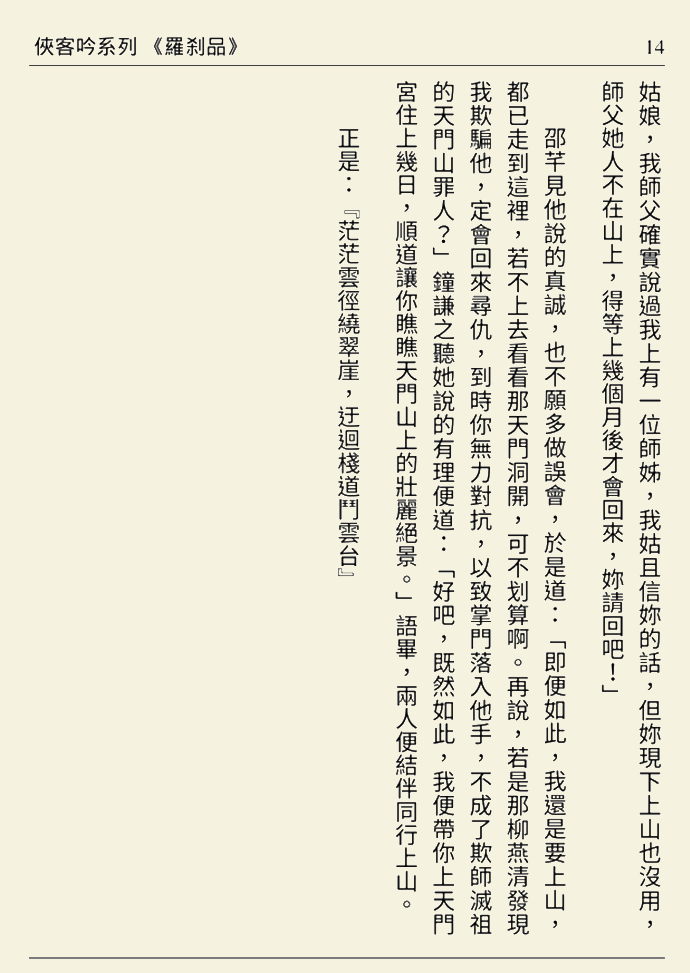 俠客吟系列 《羅剎品》
14
姑娘，我師父確實說過我上有一位師姊，我姑且信妳的話，但妳現下上山也沒用，
師父她人不在山上，得等上幾個月後才會回來，妳請回吧！」
邵芊見他說的真誠，也不願多做誤會，於是道：「即便如此，我還是要上山，
都已走到這裡，若不上去看看那天門洞開，可不划算啊。再說，若是那柳燕清發現
我欺騙他，定會回來尋仇，到時你無力對抗，以致掌門落入他手，不成了欺師滅祖
的天門山罪人？」鐘謙之聽她說的有理便道：「好吧，既然如此，我便帶你上天門
宮住上幾日，順道讓你瞧瞧天門山上的壯麗絕景。」語畢，兩人便結伴同行上山。
正是：『茫茫雲徑繞翠崖，迂迴棧道鬥雲台』